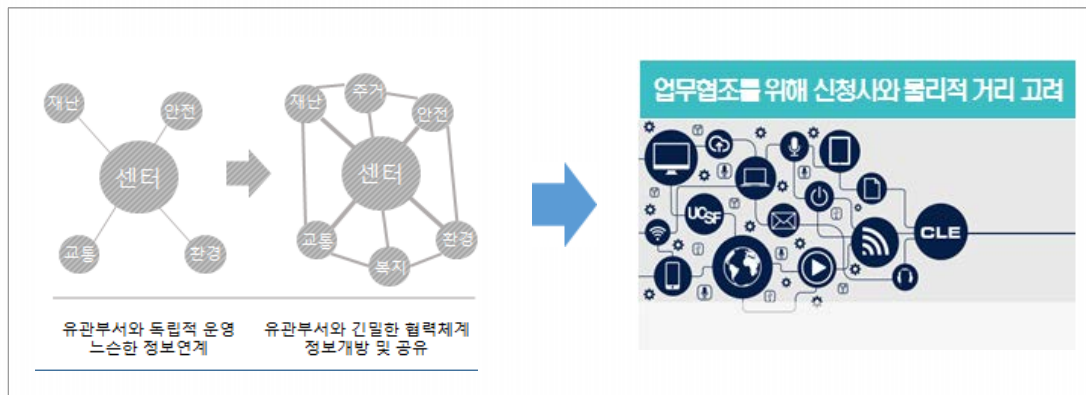 재난
안전
센터
교통
환경
유관부서와 독립적 운영
느슨한 정보연계
재난
주거
안전
센터
교통
복지
환경
유관부서와 긴밀한 협력체계
정보개방 및 공유
업무협조를 위해 신청사와 물리적 거리 고려
UCSF
CLE